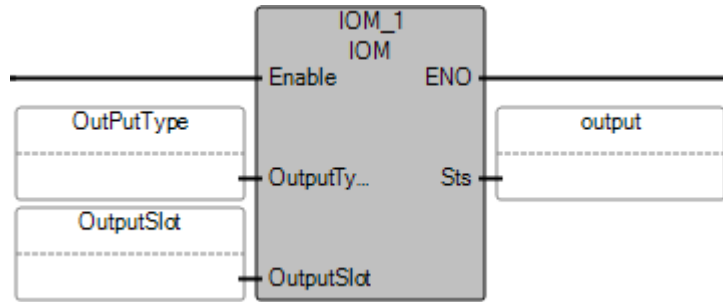 IOM_1
IOM
Enable ENO
OutPutType
output
OutputTy... Sts
OutputSlot
OutputSlot